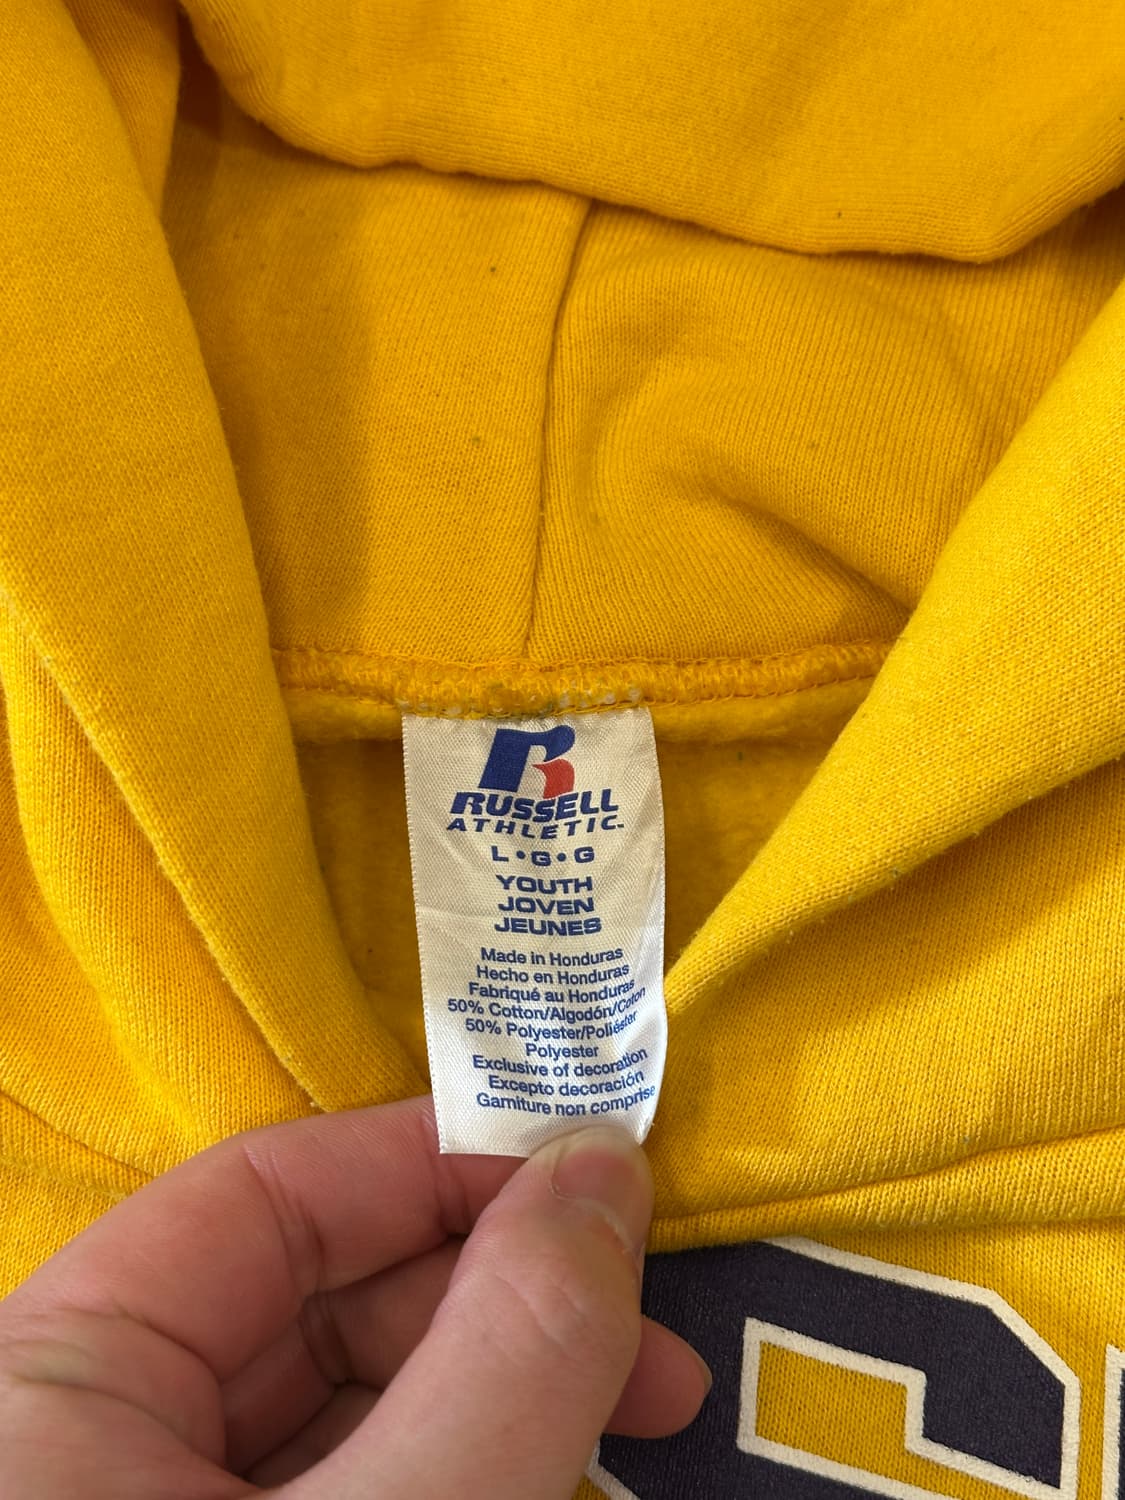 R
RUSSELL
ATHLETIC™
L•G•G
YOUTH
JOVEN
JEUNES
Made in Honduras
Hecho en Honduras
Fabriqué au Honduras
50% Cotton/Algodón/Coton
50% Polyester/Poliéster
Polyester
Exclusive of decoration
Excepto decoración
Garniture non comprise